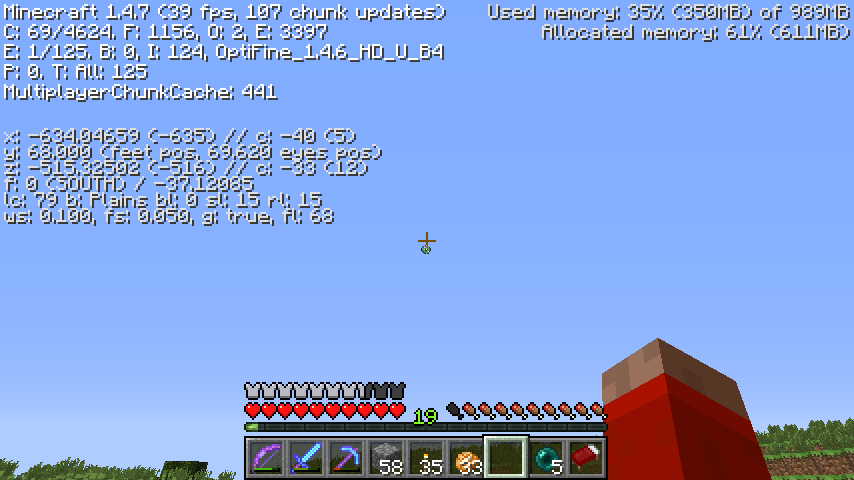 Minecraft 1.4.7 (39 fps, 107 chunk updates)
C: 69/4624, F: 1156, O: 2, E: 3397
E: 1/125, B: 0, I: 124, OptiFine_1.4.6_HD_U_B4
P: 0, T: All: 125
MultiplayerChunkCache: 441
Used memory: 35% (350MB) of 989MB
Allocated memory: 61% (611MB)
x: -634.04659 (-635) // c: -40 (5)
y: 68.000 (feet pos, 69.620 eyes pos)
z: -515.32502 (-516) // c: -33 (12)
f: 0 (SOUTH) / -37.12085
lc: 79 b: Plains bl: 0 sl: 15 rl: 15
ws: 0.100, fs: 0.050, g: true, fl: 68
19
58 35 33 5